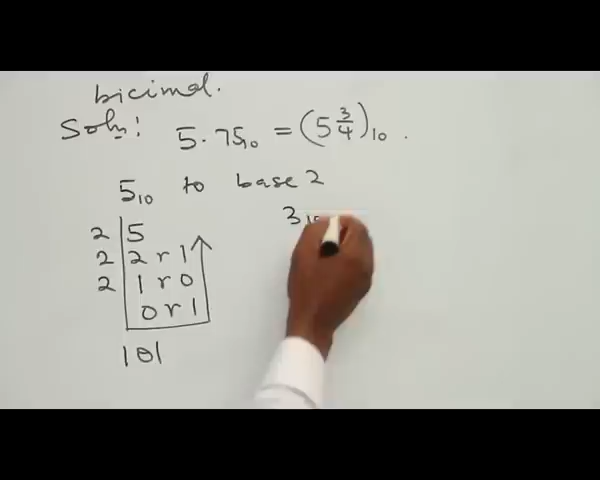 bicimal.
Soln:
5.75₁₀ = (5 3/4)₁₀.
5₁₀ to base 2
3₁₀
2 | 5
2 | 2 r 1
2 | 1 r 0
0 r 1
101